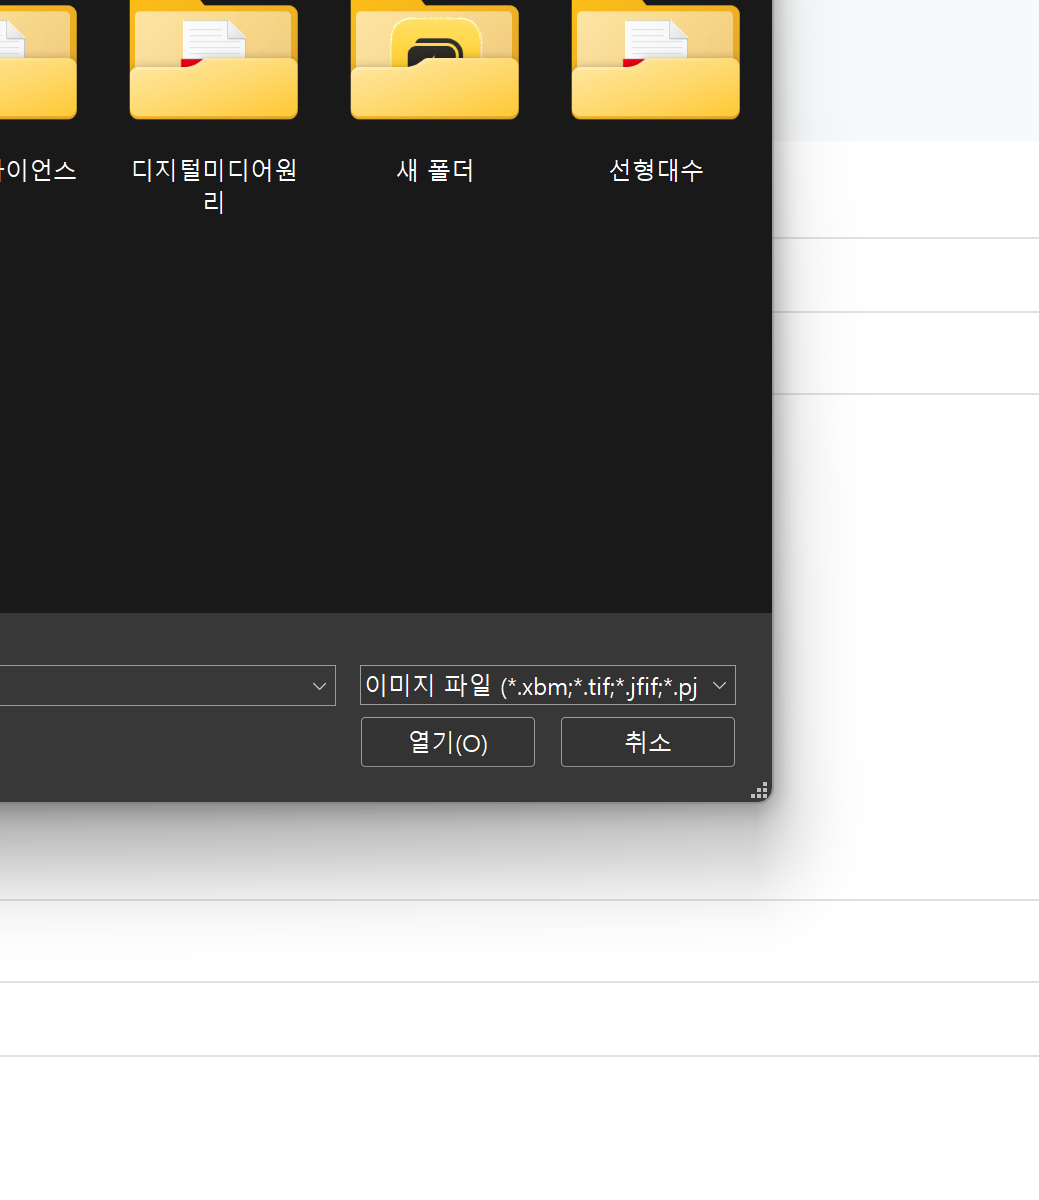 이언스
디지털미디어원
리
새 폴더
선형대수
이미지 파일 (*.xbm;*.tif;*.jfif;*.pj
열기(O)
취소